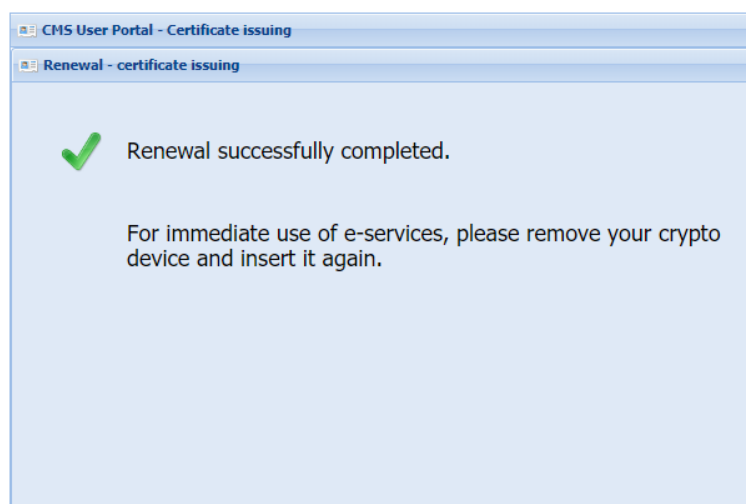 CMS User Portal - Certificate issuing
Renewal - certificate issuing
Renewal successfully completed.
For immediate use of e-services, please remove your crypto
device and insert it again.